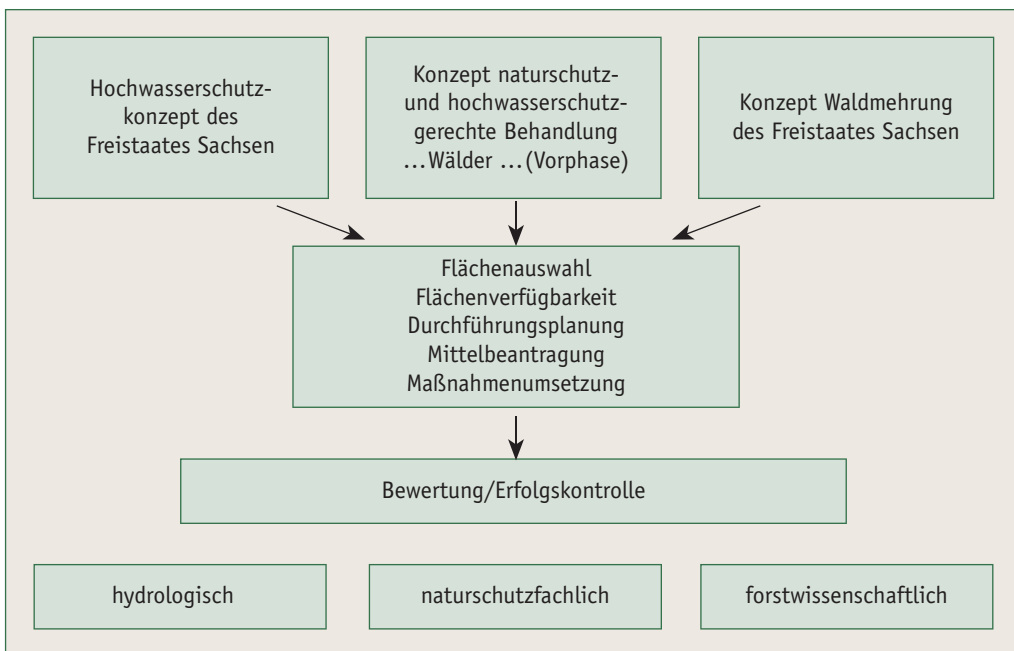 Hochwasserschutz-
konzept des
Freistaates Sachsen
Konzept naturschutz-
und hochwasserschutz-
gerechte Behandlung
...Wälder ...(Vorphase)
Konzept Waldmehrung
des Freistaates Sachsen
Flächenauswahl
Flächenverfügbarkeit
Durchführungsplanung
Mittelbeantragung
Maßnahmenumsetzung
Bewertung/Erfolgskontrolle
hydrologisch
naturschutzfachlich
forstwissenschaftlich